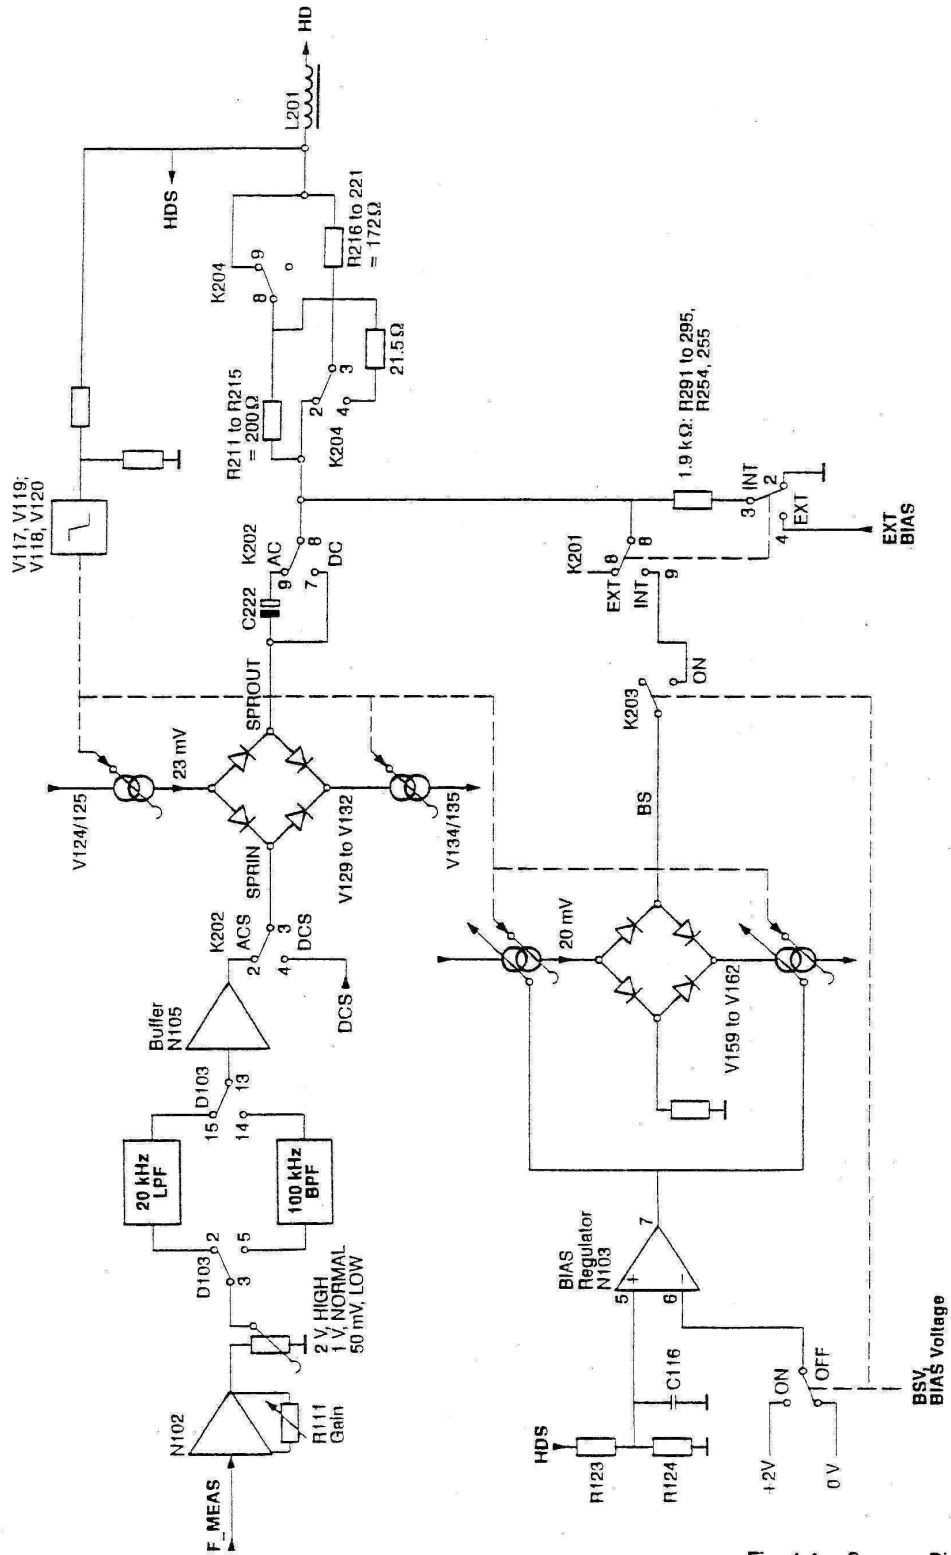 F_MEAS
N102
R111
Gain
2 V, HIGH
1 V, NORMAL
50 mV, LOW
D103
3
2
5
20 kHz
LPF
100 kHz
BPF
15
14
D103
13
Buffer
N105
K202
2
ACS
3
4
DCS
DCS
SPRIN
V124/125
23 mV
V129 to V132
V134/135
SPROUT
C222
K202
AC
9
8
7
DC
V117, V119;
V118, V120
R211 to R215
= 200 Ω
K204
2
3
4
21.5 Ω
K204
8
9
R216 to 221
= 172 Ω
HDS
L201
HD
HDS
R123
R124
C116
+2V
0 V
ON
OFF
BSV,
BIAS Voltage
BIAS
Regulator
N103
5
+
6
−
7
20 mV
V159 to V162
BS
K203
ON
K201
EXT
8
8
INT
9
1.9 kΩ: R291 to 295,
R254, 255
3
INT
2
4
EXT
EXT
BIAS